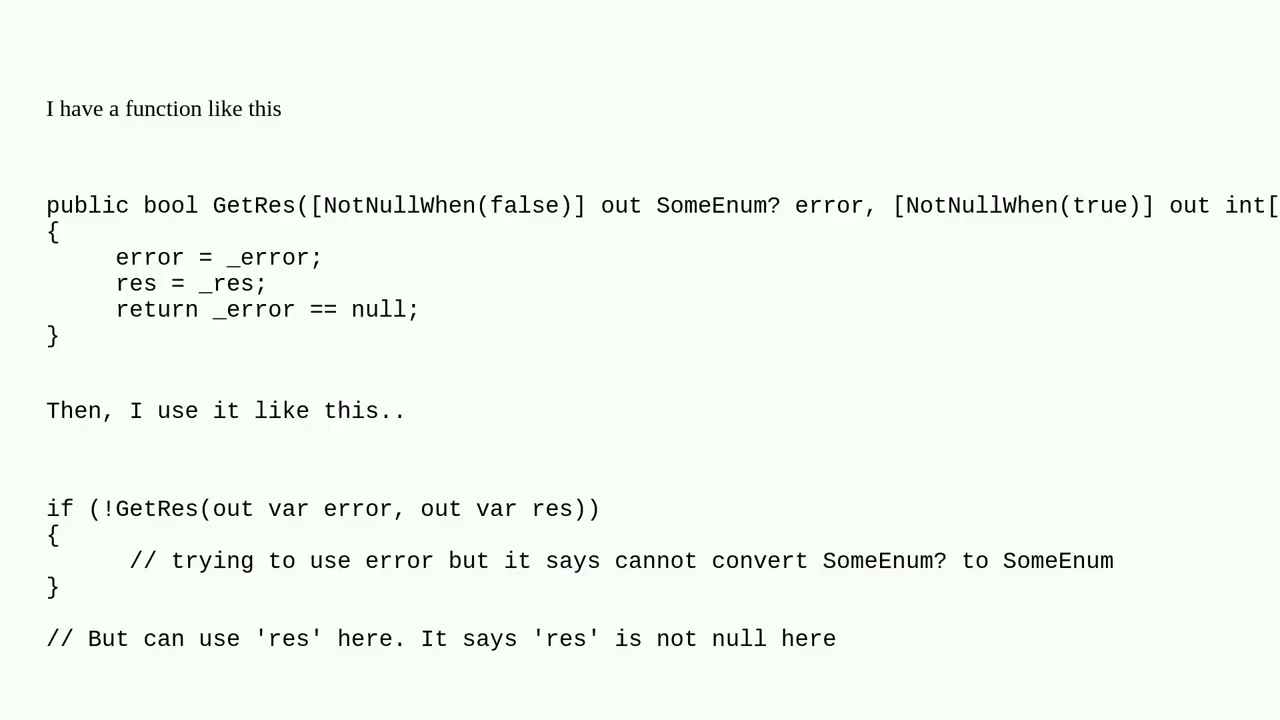 I have a function like this
public bool GetRes([NotNullWhen(false)] out SomeEnum? error, [NotNullWhen(true)] out int[
{
     error = _error;
     res = _res;
     return _error == null;
}
Then, I use it like this..
if (!GetRes(out var error, out var res))
{
      // trying to use error but it says cannot convert SomeEnum? to SomeEnum
}
// But can use 'res' here. It says 'res' is not null here